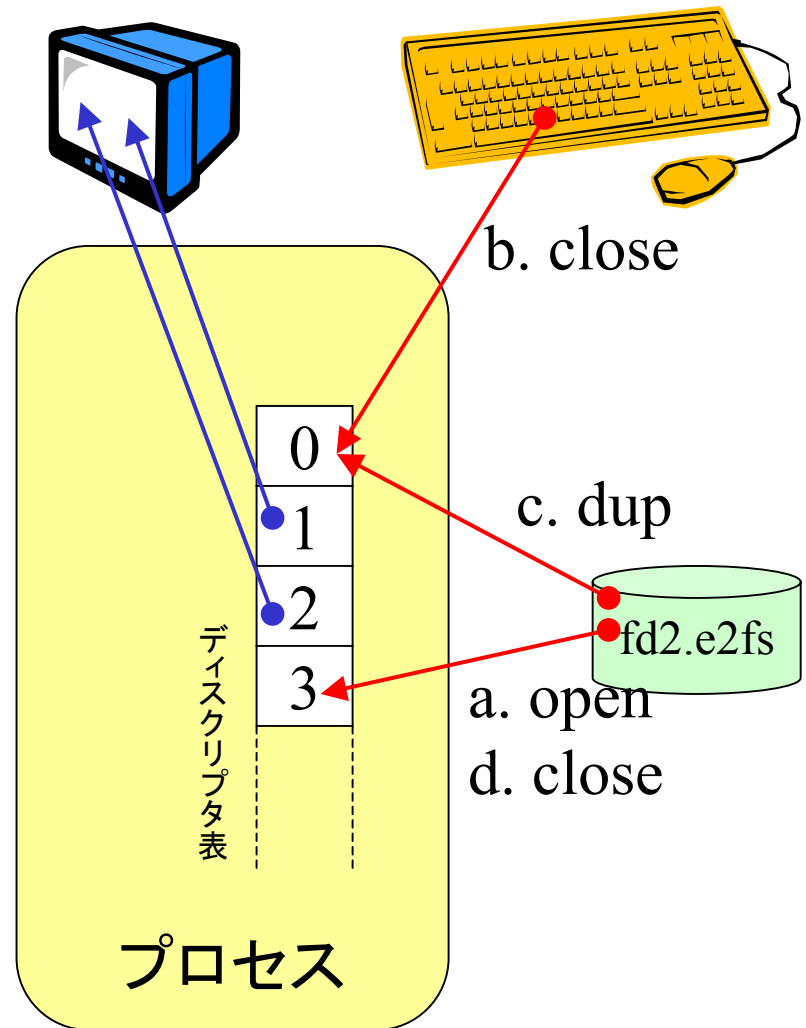 b. close
0
1
2
3
c. dup
fd2.e2fs
a. open
d. close
ディスクリプタ表
プロセス